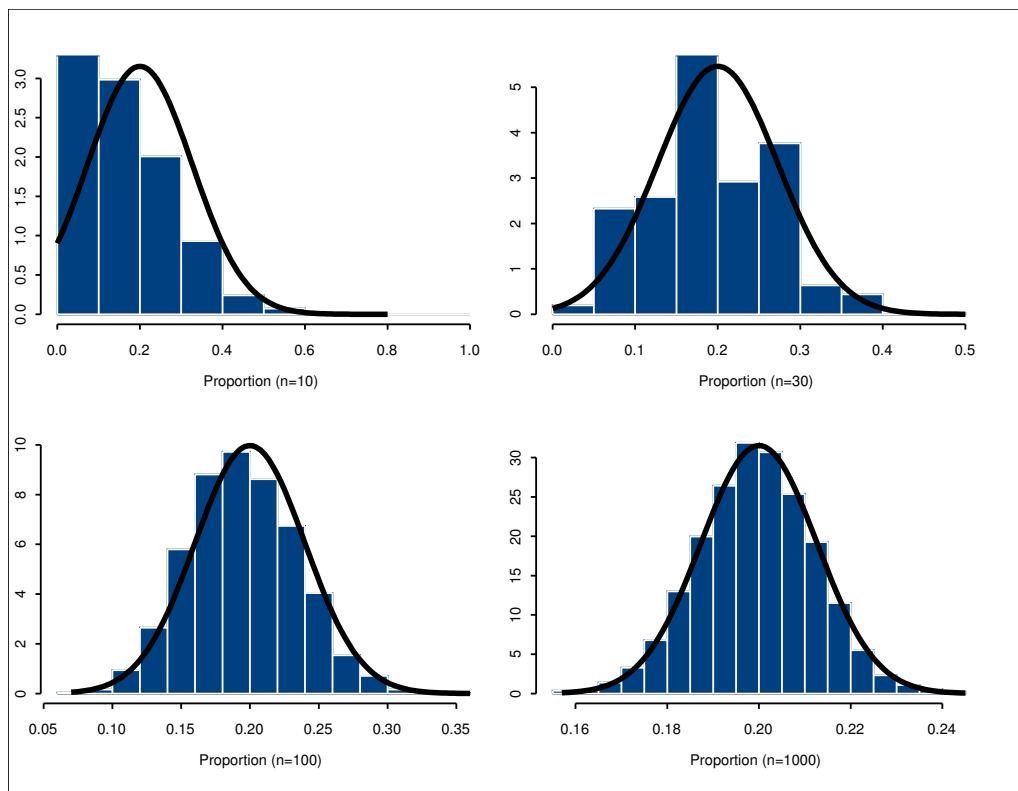 0.0 0.5 1.0 1.5 2.0 2.5 3.0
0.0 0.2 0.4 0.6 0.8 1.0
Proportion (n=10)
0 1 2 3 4 5
0.0 0.1 0.2 0.3 0.4 0.5
Proportion (n=30)
0 2 4 6 8 10
0.05 0.10 0.15 0.20 0.25 0.30 0.35
Proportion (n=100)
0 5 10 15 20 25 30
0.16 0.18 0.20 0.22 0.24
Proportion (n=1000)